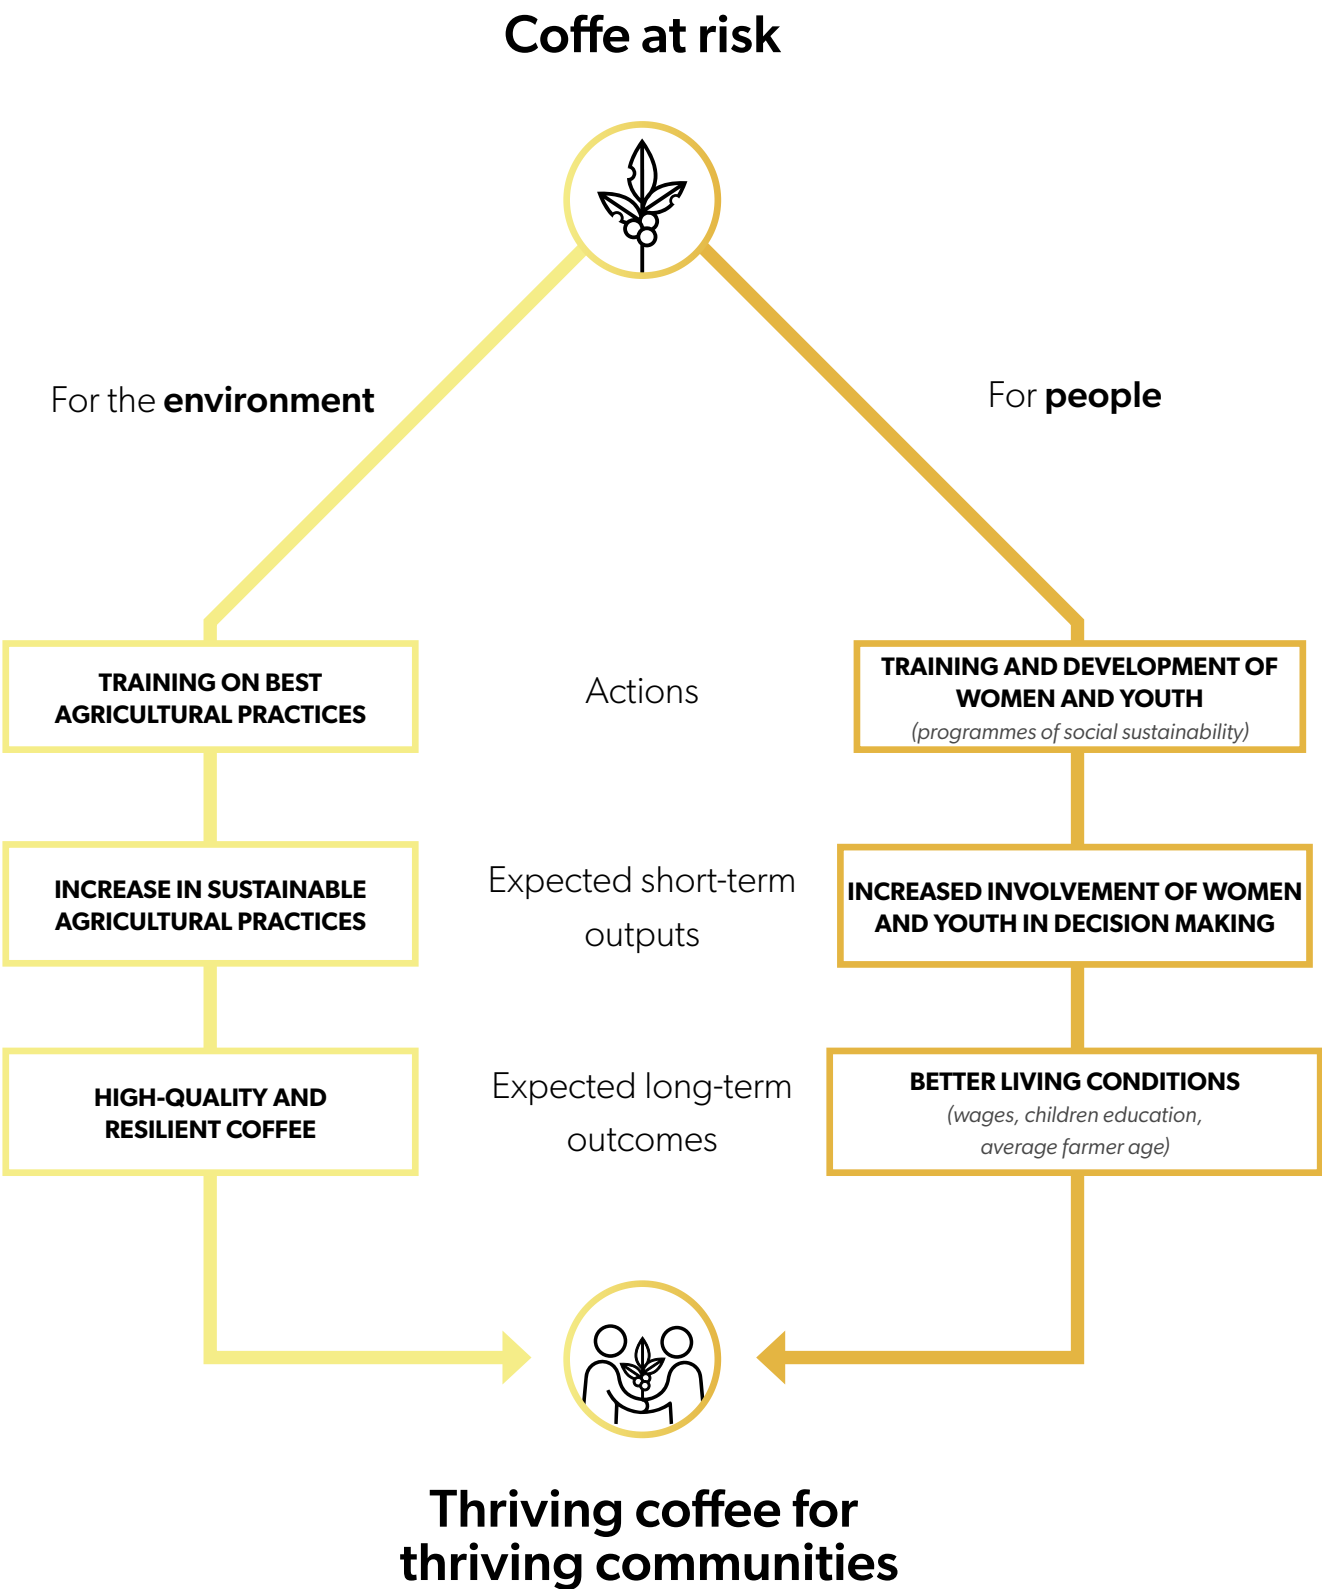 Coffe at risk
For the environment
For people
TRAINING ON BEST
AGRICULTURAL PRACTICES
Actions
TRAINING AND DEVELOPMENT OF
WOMEN AND YOUTH
(programmes of social sustainability)
INCREASE IN SUSTAINABLE
AGRICULTURAL PRACTICES
Expected short-term
outputs
INCREASED INVOLVEMENT OF WOMEN
AND YOUTH IN DECISION MAKING
HIGH-QUALITY AND
RESILIENT COFFEE
Expected long-term
outcomes
BETTER LIVING CONDITIONS
(wages, children education,
average farmer age)
Thriving coffee for
thriving communities